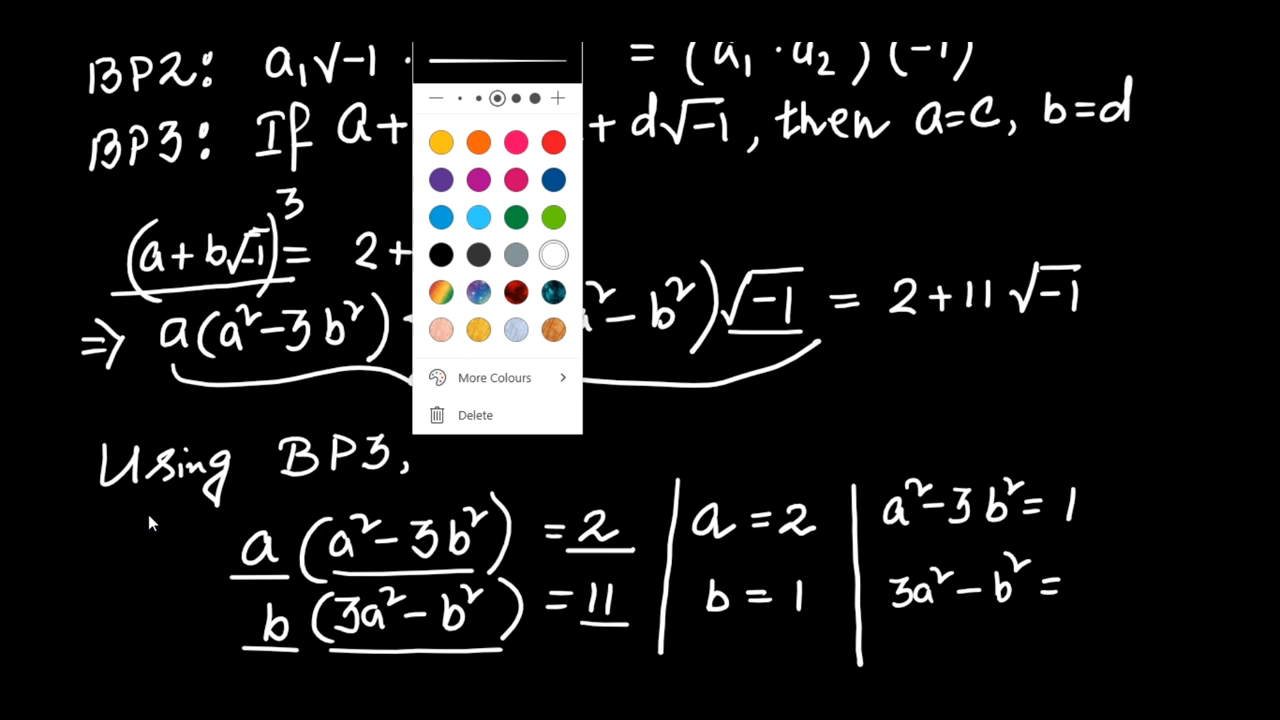 BP2: a₁√-1 · = (a₁ · a₂)(-1)
BP3: If a+ + d√-1, then a=c, b=d
(a+b√-1)³ = 2+
⇒ a(a²-3b²) ² - b²)√-1 = 2+11√-1
More Colours
Delete
Using BP3,
a(a²-3b²) = 2 | a = 2 | a²-3b² = 1
b(3a²-b²) = 11 | b = 1 | 3a²-b² =